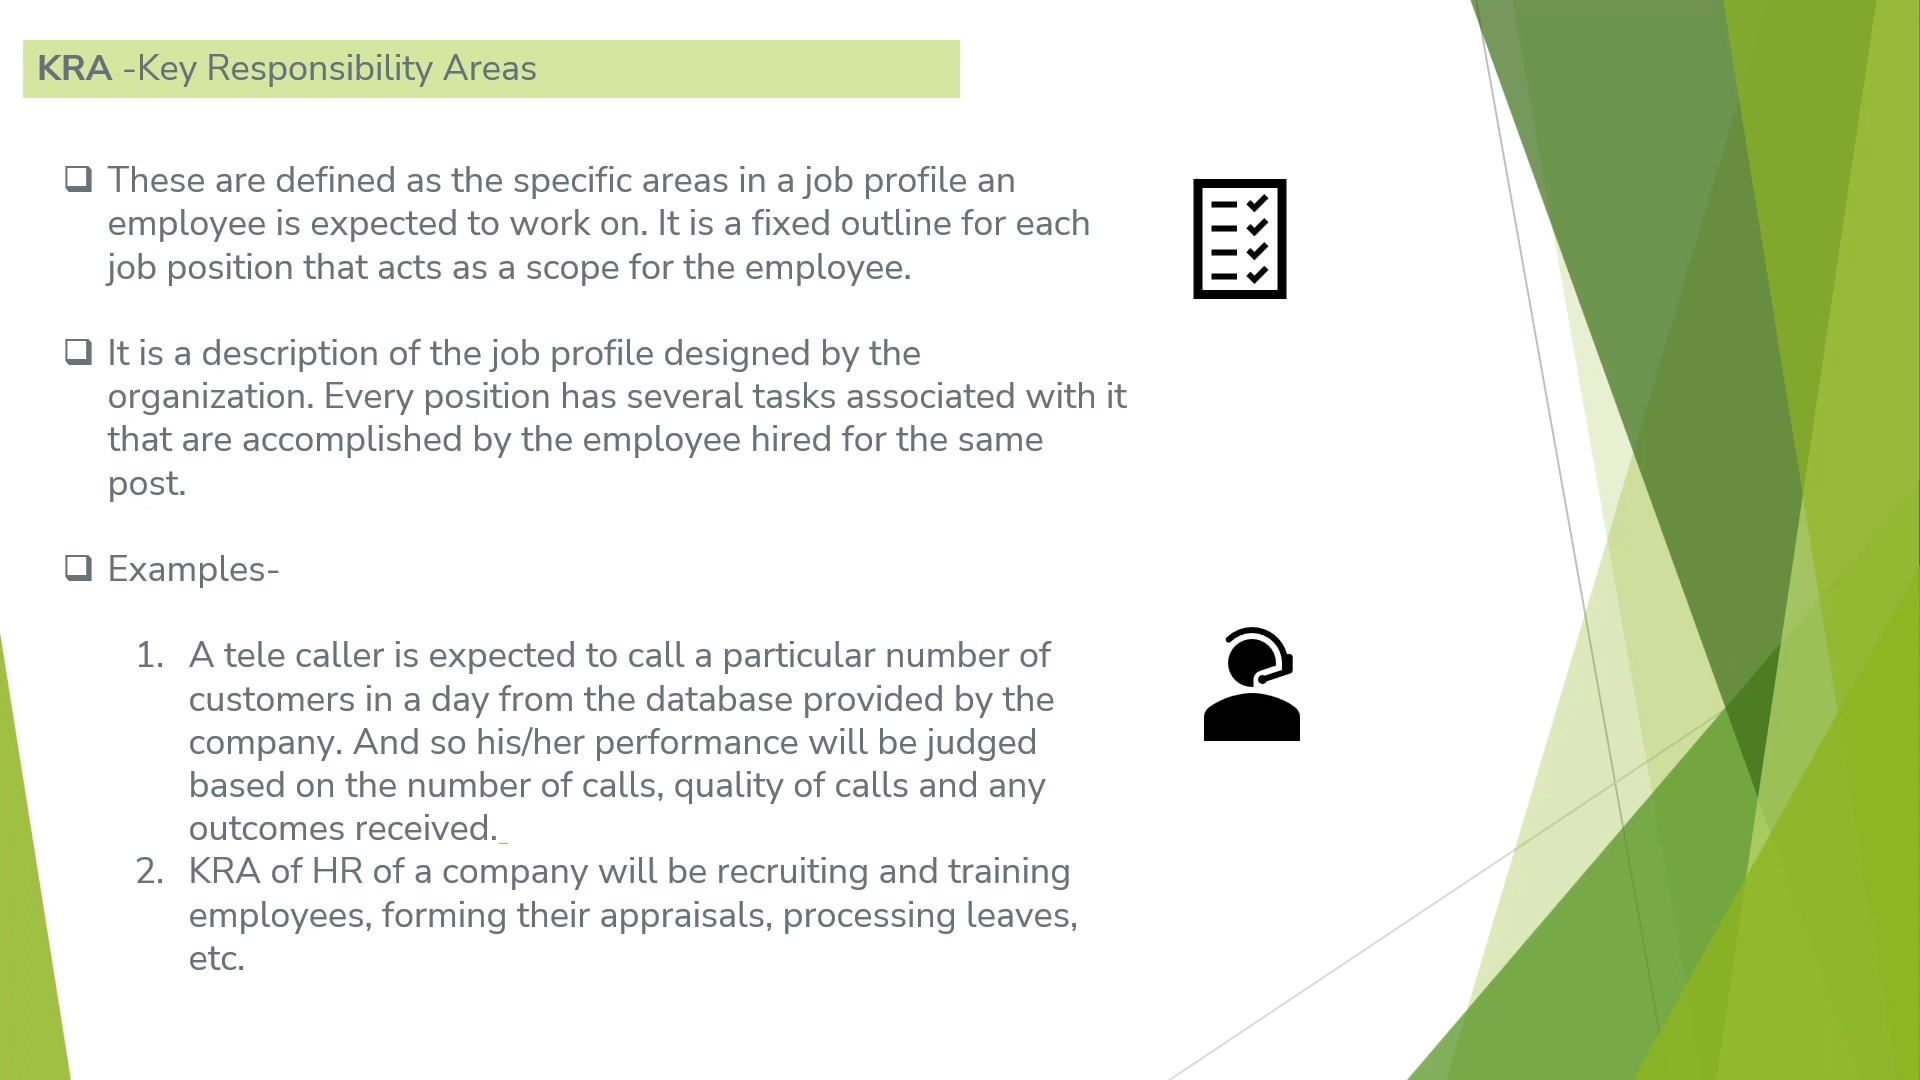 KRA -Key Responsibility Areas
❑ These are defined as the specific areas in a job profile an
employee is expected to work on. It is a fixed outline for each
job position that acts as a scope for the employee.
❑ It is a description of the job profile designed by the
organization. Every position has several tasks associated with it
that are accomplished by the employee hired for the same
post.
❑ Examples-
1. A tele caller is expected to call a particular number of
customers in a day from the database provided by the
company. And so his/her performance will be judged
based on the number of calls, quality of calls and any
outcomes received.
2. KRA of HR of a company will be recruiting and training
employees, forming their appraisals, processing leaves,
etc.